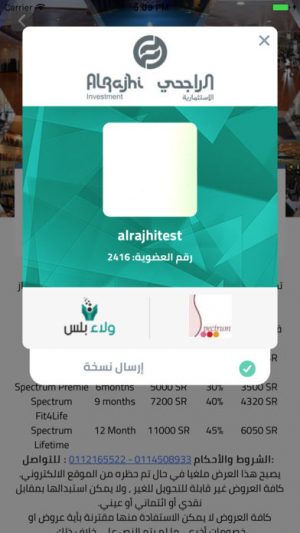 Carrier
5:09 PM
AlRajhi الراجحي
Investment الاستثمارية
alrajhitest
رقم العضوية: 2416
ولاء بلس
Spectrum
إرسال نسخة
SR
Spectrum Premie 6months 5000 SR 30% 3500 SR
Spectrum Fit4Life 9 months 7200 SR 40% 4320 SR
Spectrum Lifetime 12 Month 11000 SR 45% 6050 SR
الشروط والأحكام: للتواصل : 0114508933 - 0112165522
يصبح هذا العرض ملغيا في حال تم حظره من الموقع الالكتروني.
كافة العروض غير قابلة للتحويل للغير , ولا يمكن استبدالها بمقابل
نقدي أو ائتماني أو عيني.
كافة العروض لا يمكن الاستفادة منها مقترنة بأية عروض او